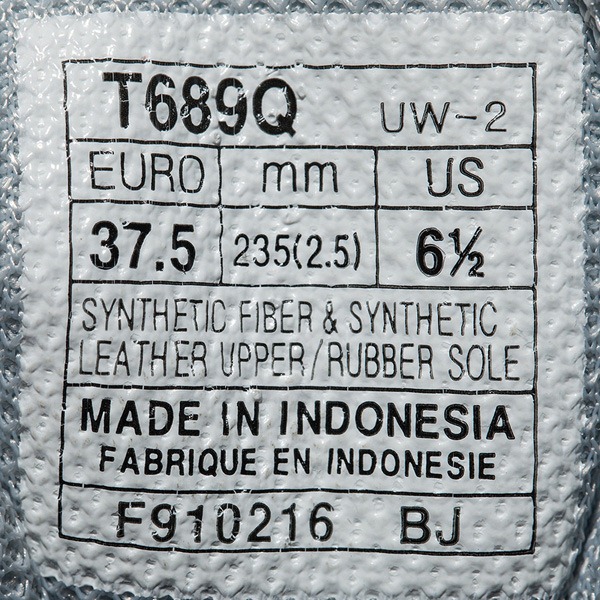 T689Q UW-2
EURO mm US
37.5 235(2.5) 6½
SYNTHETIC FIBER & SYNTHETIC
LEATHER UPPER/RUBBER SOLE
MADE IN INDONESIA
FABRIQUE EN INDONESIE
F910216 BJ